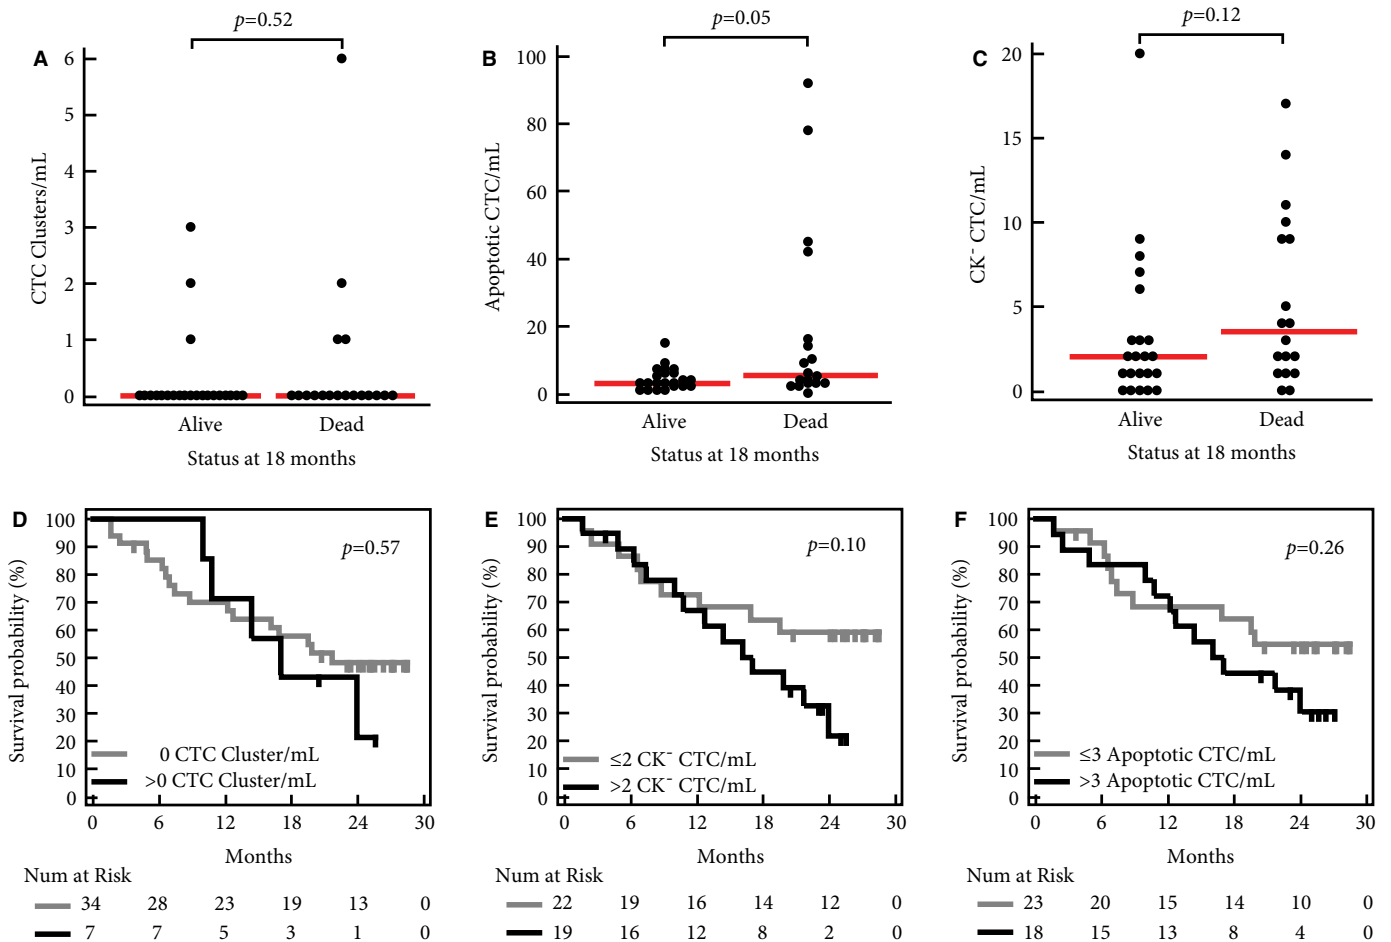 A
p=0.52
CTC Clusters/mL
6
5
4
3
2
1
0
Alive Dead
Status at 18 months
B
p=0.05
Apoptotic CTC/mL
100
80
60
40
20
0
Alive Dead
Status at 18 months
C
p=0.12
CK⁻ CTC/mL
20
15
10
5
0
Alive Dead
Status at 18 months
D
p=0.57
Survival probability (%)
100
90
80
70
60
50
40
30
20
10
0
0 CTC Cluster/mL
>0 CTC Cluster/mL
0 6 12 18 24 30
Months
Num at Risk
34 28 23 19 13 0
7 7 5 3 1 0
E
p=0.10
Survival probability (%)
100
90
80
70
60
50
40
30
20
10
0
≤2 CK⁻ CTC/mL
>2 CK⁻ CTC/mL
0 6 12 18 24 30
Months
Num at Risk
22 19 16 14 12 0
19 16 12 8 2 0
F
p=0.26
Survival probability (%)
100
90
80
70
60
50
40
30
20
10
0
≤3 Apoptotic CTC/mL
>3 Apoptotic CTC/mL
0 6 12 18 24 30
Months
Num at Risk
23 20 15 14 10 0
18 15 13 8 4 0